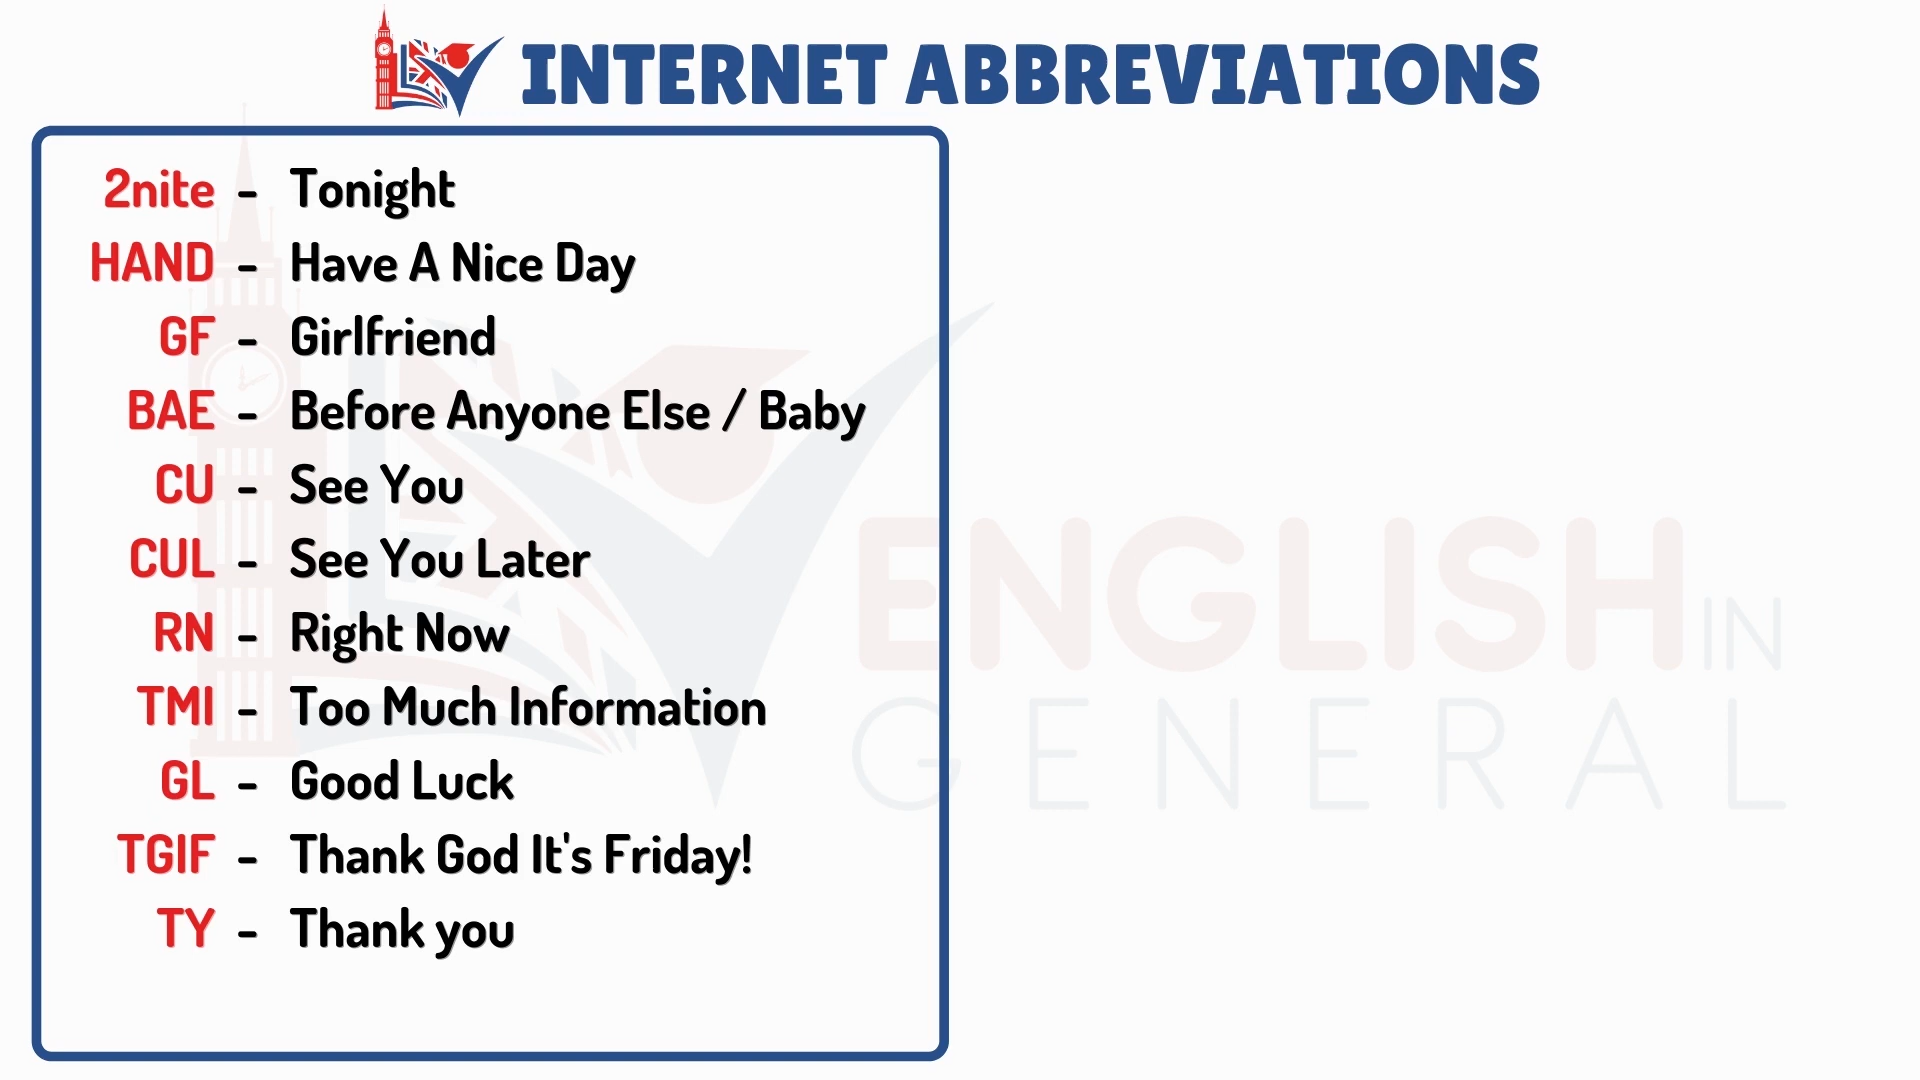 INTERNET ABBREVIATIONS
2nite - Tonight
HAND - Have A Nice Day
GF - Girlfriend
BAE - Before Anyone Else / Baby
CU - See You
CUL - See You Later
RN - Right Now
TMI - Too Much Information
GL - Good Luck
TGIF - Thank God It's Friday!
TY - Thank you
ENGLISH IN
GENERAL